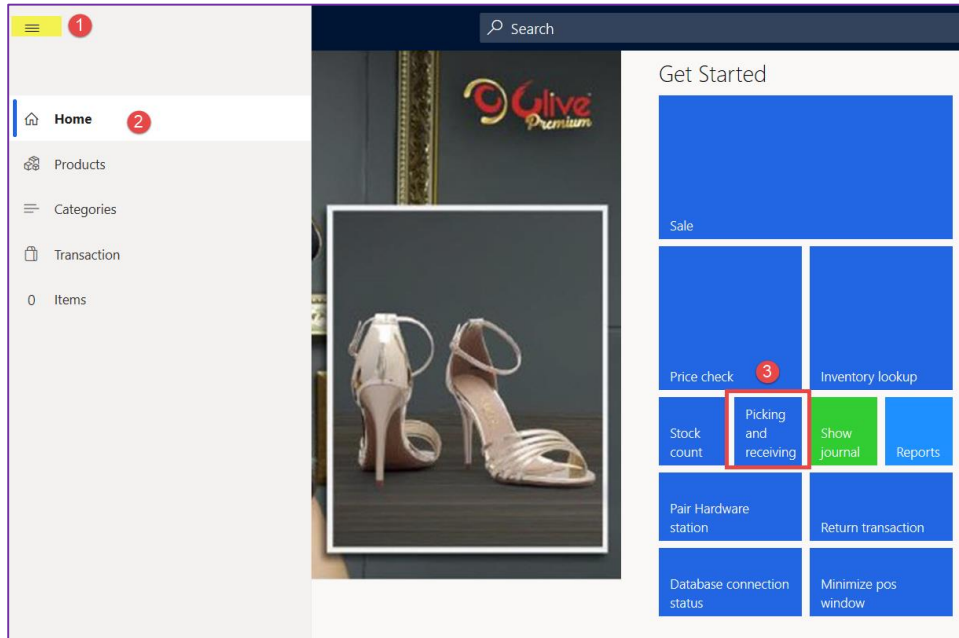 1
Search
Home
2
Products
Categories
Transaction
0 Items
Glive
Premium
Get Started
Sale
Price check
3
Inventory lookup
Stock
count
Picking
and
receiving
Show
journal
Reports
Pair Hardware
station
Return transaction
Database connection
status
Minimize pos
window